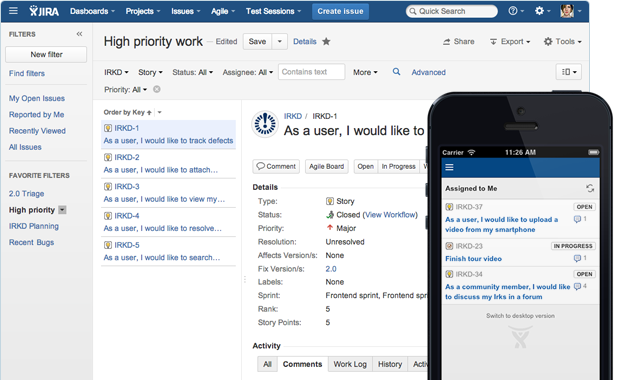 JIRA Dashboards Projects Issues Agile Test Sessions Create issue Quick Search
FILTERS
New filter
Find filters
My Open Issues
Reported by Me
Recently Viewed
All Issues
FAVORITE FILTERS
2.0 Triage
High priority
IRKD Planning
Recent Bugs
High priority work Edited Save Details Share Export Tools
IRKD Story Status: All Assignee: All Contains text More Advanced
Priority: All
Order by Key
IRKD-1
As a user, I would like to track defects
IRKD-2
As a user, I would like to attach…
IRKD-3
As a user, I would like to view my…
IRKD-4
As a user, I would like to resolve…
IRKD-5
As a user, I would like to search…
IRKD / IRKD-1
As a user, I would like to
Comment Agile Board Open In Progress
Details
Type: Story
Status: Closed (View Workflow)
Priority: Major
Resolution: Unresolved
Affects Version/s: None
Fix Version/s: 2.0
Labels: None
Sprint: Frontend sprint, Frontend sprint,
Rank: 5
Story Points: 5
Activity
All Comments Work Log History
Carrier 11:26 AM
Assigned to Me
IRKD-37 OPEN
As a user, I would like to upload a 1
video from my smartphone
IRKD-23 IN PROGRESS
Finish tour video 1
IRKD-34 OPEN
As a community member, I would like 4
to discuss my Irks in a forum
Switch to desktop version